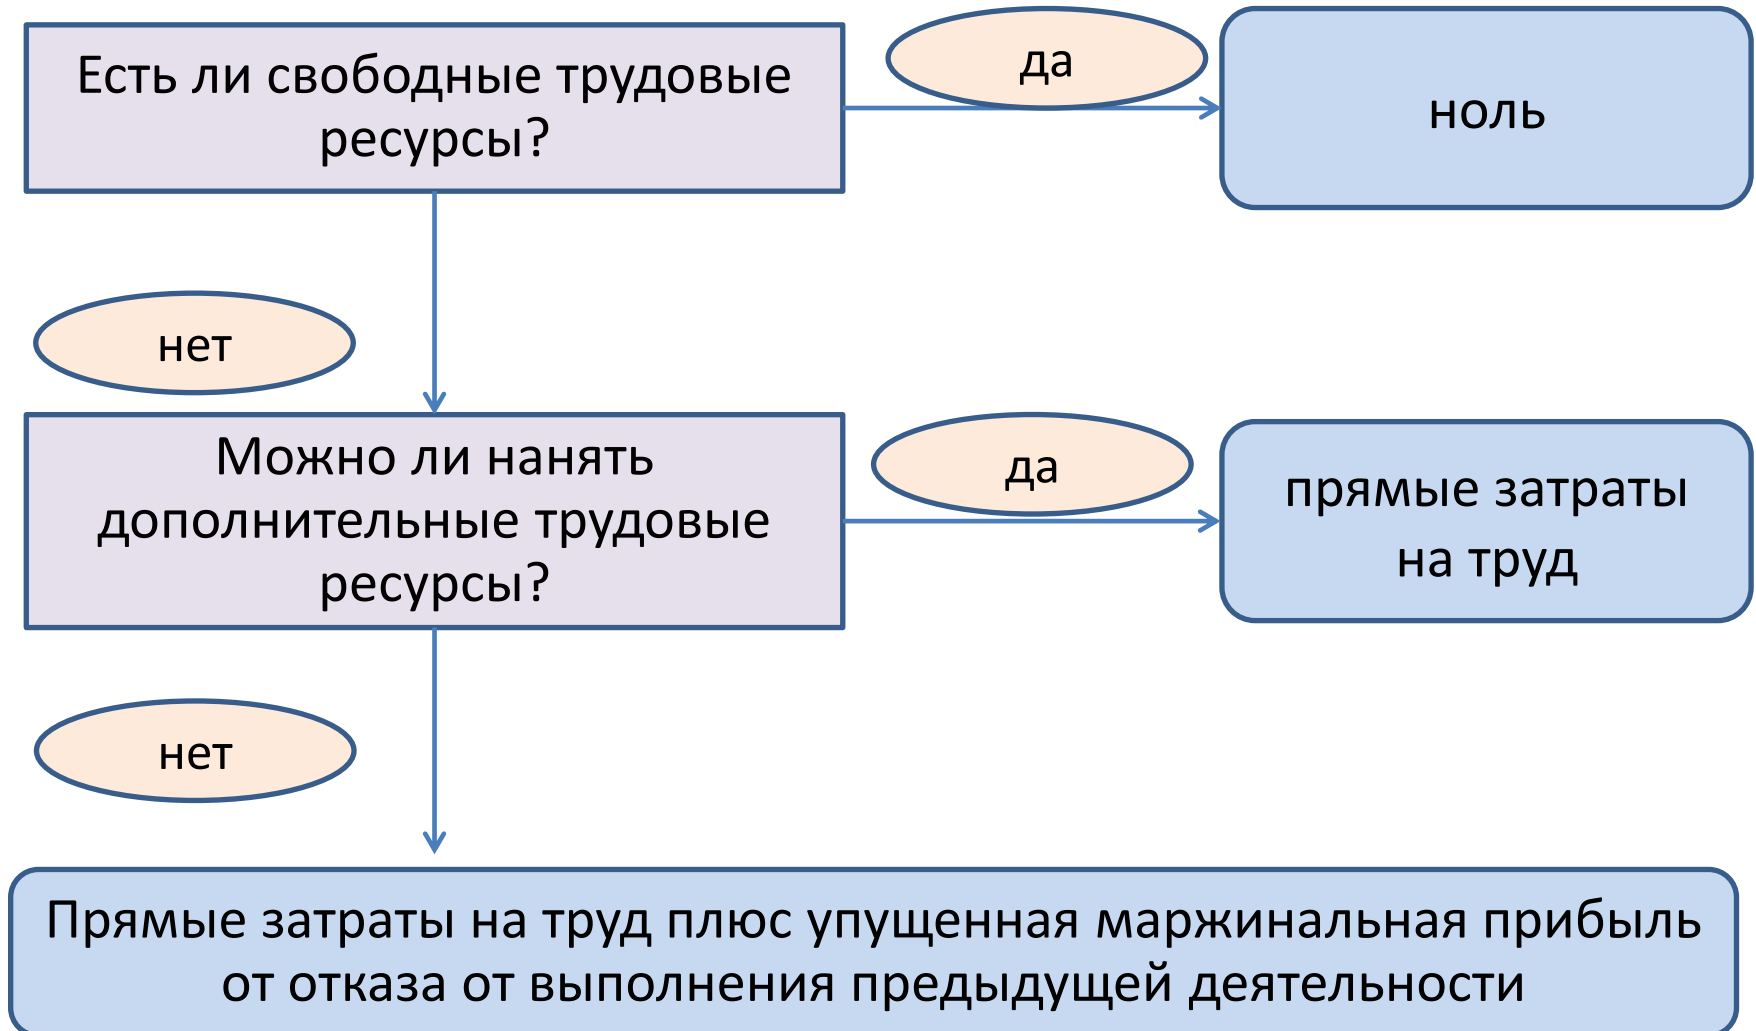 Есть ли свободные трудовые
ресурсы?
да
ноль
нет
Можно ли нанять
дополнительные трудовые
ресурсы?
да
прямые затраты
на труд
нет
Прямые затраты на труд плюс упущенная маржинальная прибыль
от отказа от выполнения предыдущей деятельности